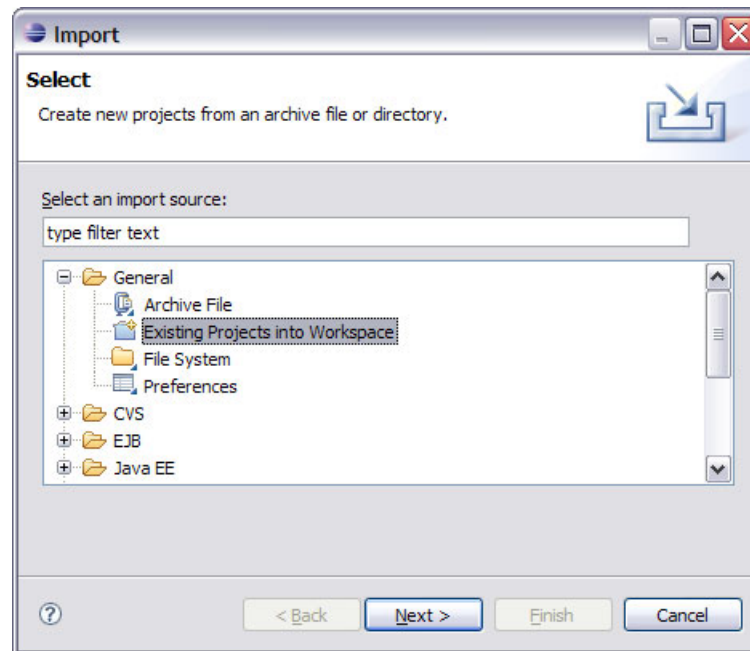 Import
Select
Create new projects from an archive file or directory.
Select an import source:
type filter text
General
Archive File
Existing Projects into Workspace
File System
Preferences
CVS
EJB
Java EE
?
< Back
Next >
Finish
Cancel